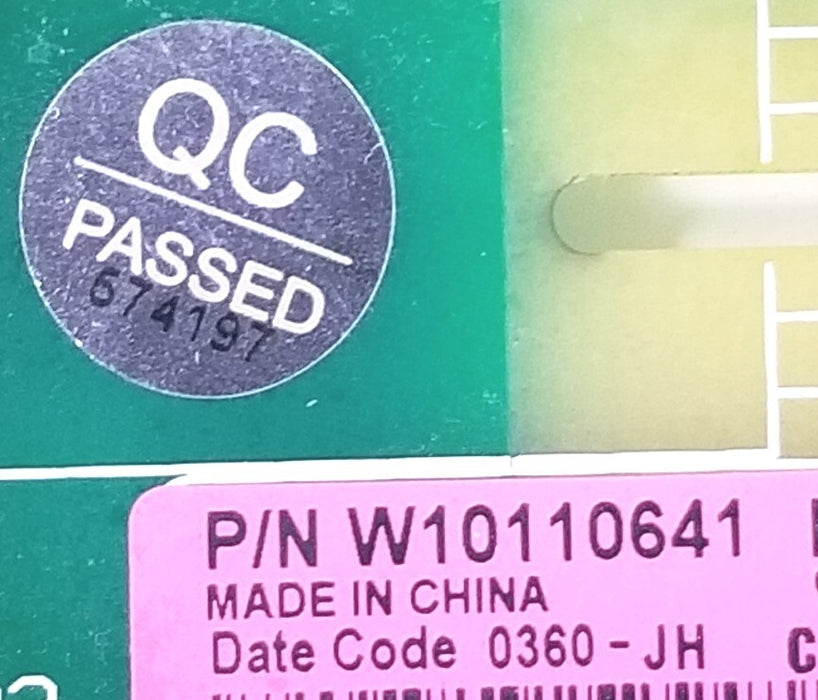 QC
PASSED
674197
P/N W10110641
MADE IN CHINA
Date Code 0360 - JH